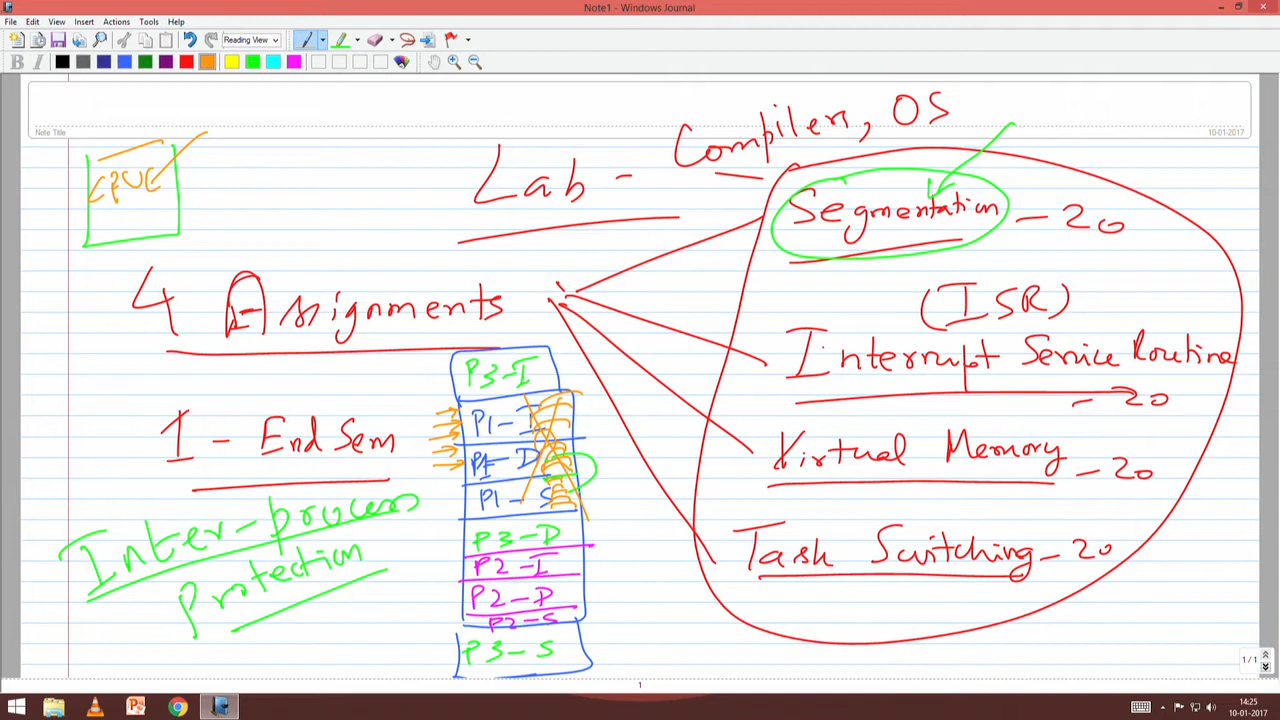 Note1 - Windows Journal
File Edit View Insert Actions Tools Help
Reading View
B I
Note Title
10-01-2017
Compilers, OS
Lab -
CPUE
Segmentation - 20
4 Assignments
(ISR)
Interrupt Service Routine
- 20
P3-I
P1-I
1 - End Sem
P1-D
Virtual Memory - 20
P1-S
Inter-process
Protection
P3-D
P2-I
Task Switching - 20
P2-D
P2-S
P3-S
1/1
1
14:25
10-01-2017